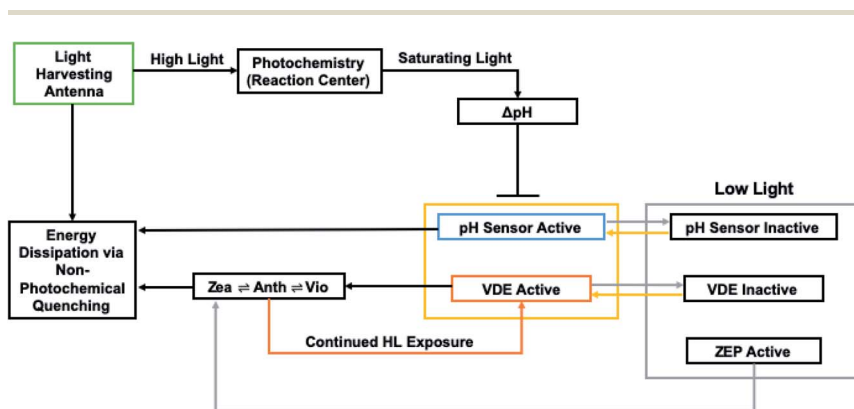 Light
Harvesting
Antenna
High Light
Photochemistry
(Reaction Center)
Saturating Light
ΔpH
Low Light
Energy
Dissipation via
Non-
Photochemical
Quenching
pH Sensor Active
pH Sensor Inactive
Zea ⇌ Anth ⇌ Vio
VDE Active
VDE Inactive
Continued HL Exposure
ZEP Active